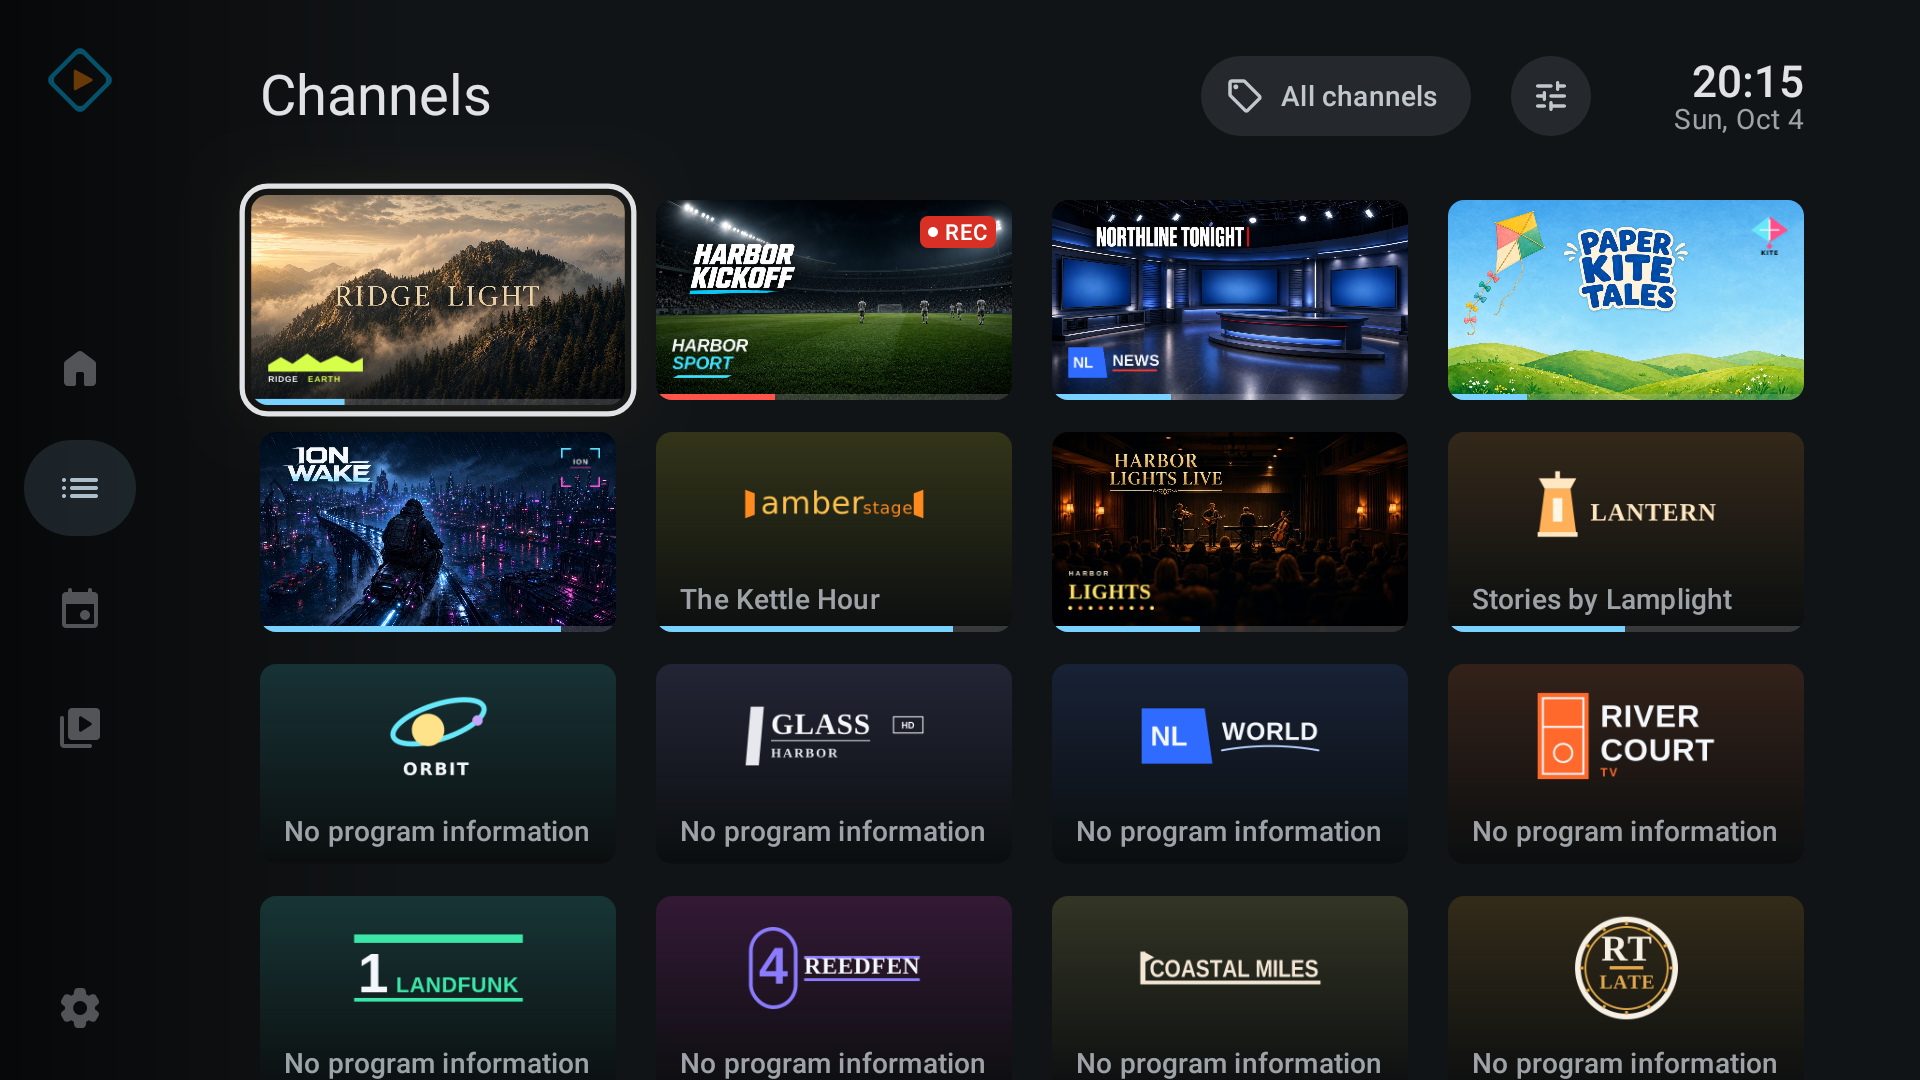 Channels
All channels
20:15
Sun, Oct 4
RIDGE LIGHT
RIDGE EARTH
HARBOR
KICKOFF
REC
HARBOR
SPORT
NORTHLINE TONIGHT
NL NEWS
PAPER
KITE
TALES
KITE
ION
WAKE
ION
amberstage
The Kettle Hour
HARBOR
LIGHTS LIVE
HARBOR
LIGHTS
LANTERN
Stories by Lamplight
ORBIT
No program information
GLASS HD
HARBOR
No program information
NL WORLD
No program information
RIVER
COURT
TV
No program information
1 LANDFUNK
No program information
4 REEDFEN
No program information
COASTAL MILES
No program information
RT
LATE
No program information